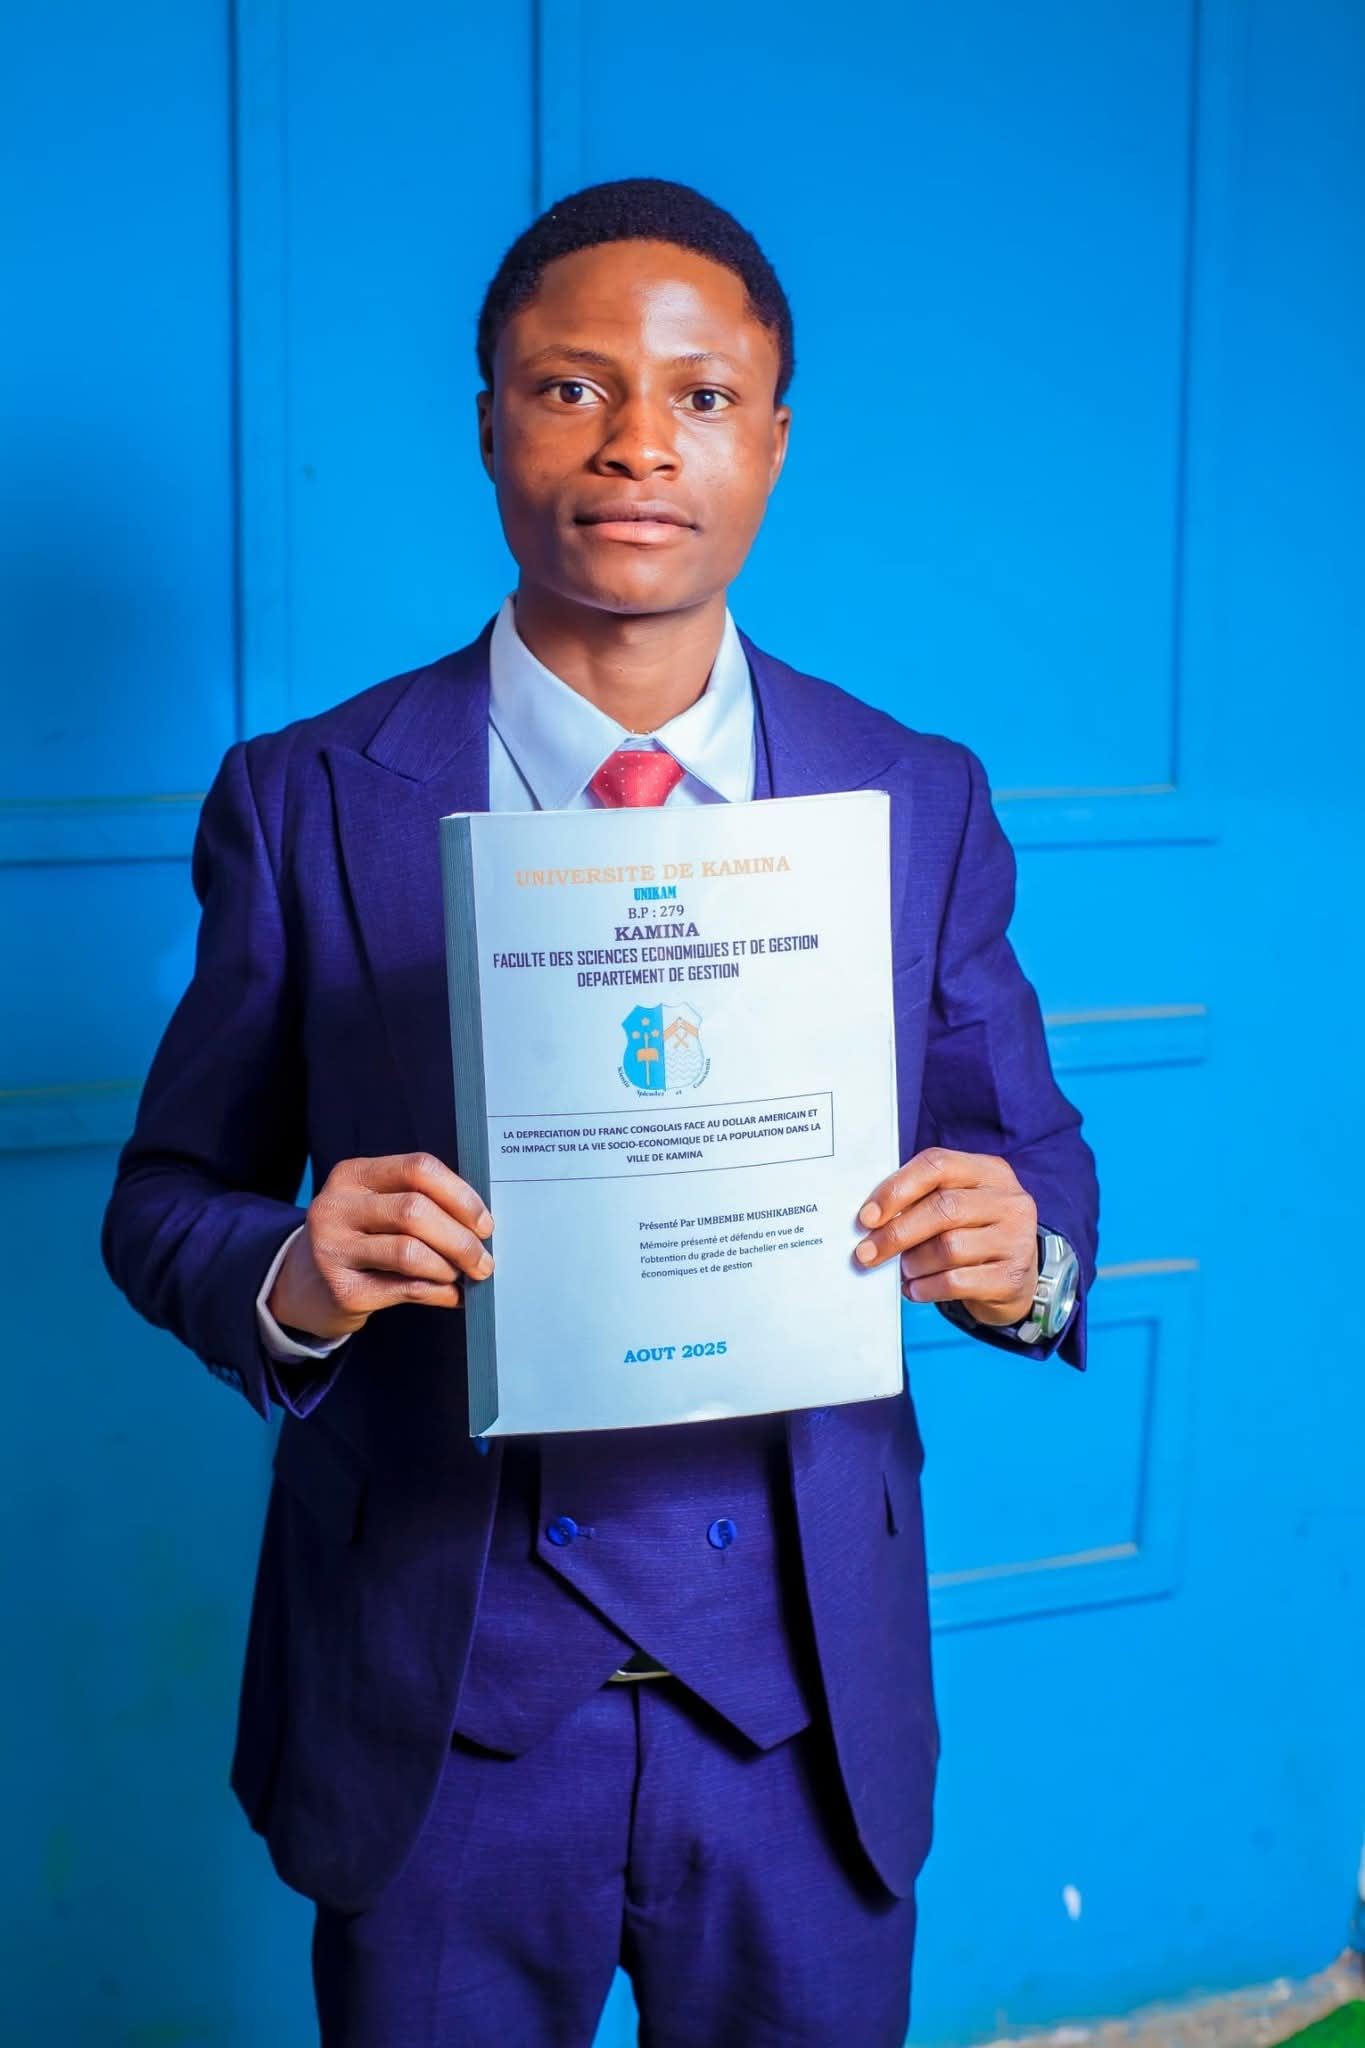 UNIVERSITE DE KAMINA
UNIKAM
B.P : 279
KAMINA
FACULTE DES SCIENCES ECONOMIQUES ET DE GESTION
DEPARTEMENT DE GESTION
splendet et
LA DEPRECIATION DU FRANC CONGOLAIS FACE AU DOLLAR AMERICAIN ET
SON IMPACT SUR LA VIE SOCIO-ECONOMIQUE DE LA POPULATION DANS LA
VILLE DE KAMINA
Présenté Par UMBEMBE MUSHIKABENGA
Mémoire présenté et défendu en vue de
l'obtention du grade de bachelier en sciences
économiques et de gestion
AOUT 2025